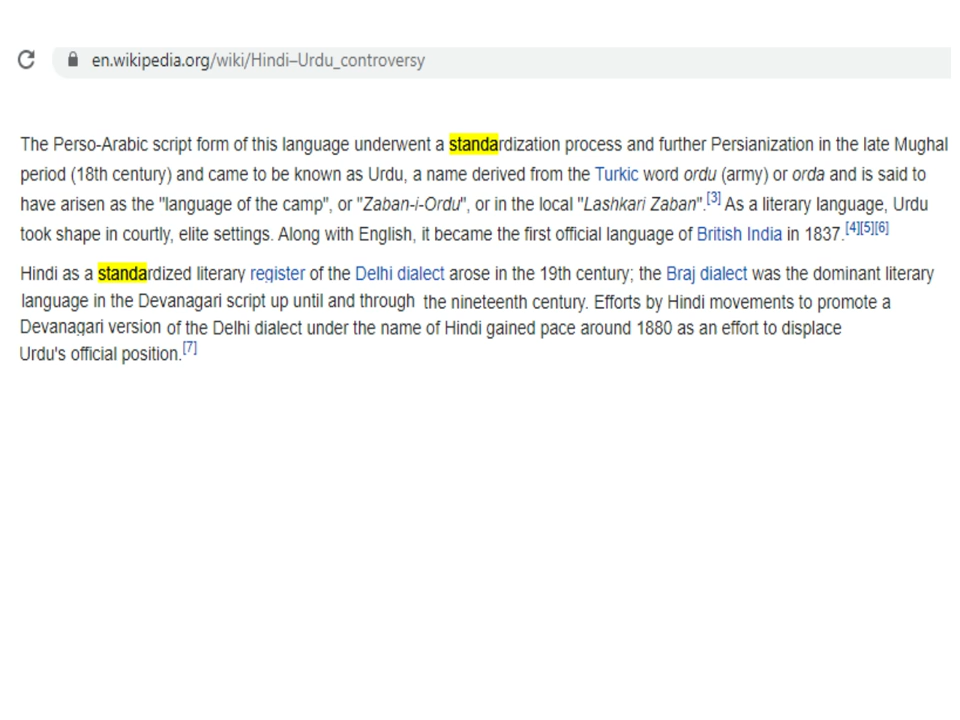 en.wikipedia.org/wiki/Hindi–Urdu_controversy
The Perso-Arabic script form of this language underwent a standardization process and further Persianization in the late Mughal
period (18th century) and came to be known as Urdu, a name derived from the Turkic word ordu (army) or orda and is said to
have arisen as the "language of the camp", or "Zaban-i-Ordu", or in the local "Lashkari Zaban".[3] As a literary language, Urdu
took shape in courtly, elite settings. Along with English, it became the first official language of British India in 1837.[4][5][6]
Hindi as a standardized literary register of the Delhi dialect arose in the 19th century; the Braj dialect was the dominant literary
language in the Devanagari script up until and through the nineteenth century. Efforts by Hindi movements to promote a
Devanagari version of the Delhi dialect under the name of Hindi gained pace around 1880 as an effort to displace
Urdu's official position.[7]